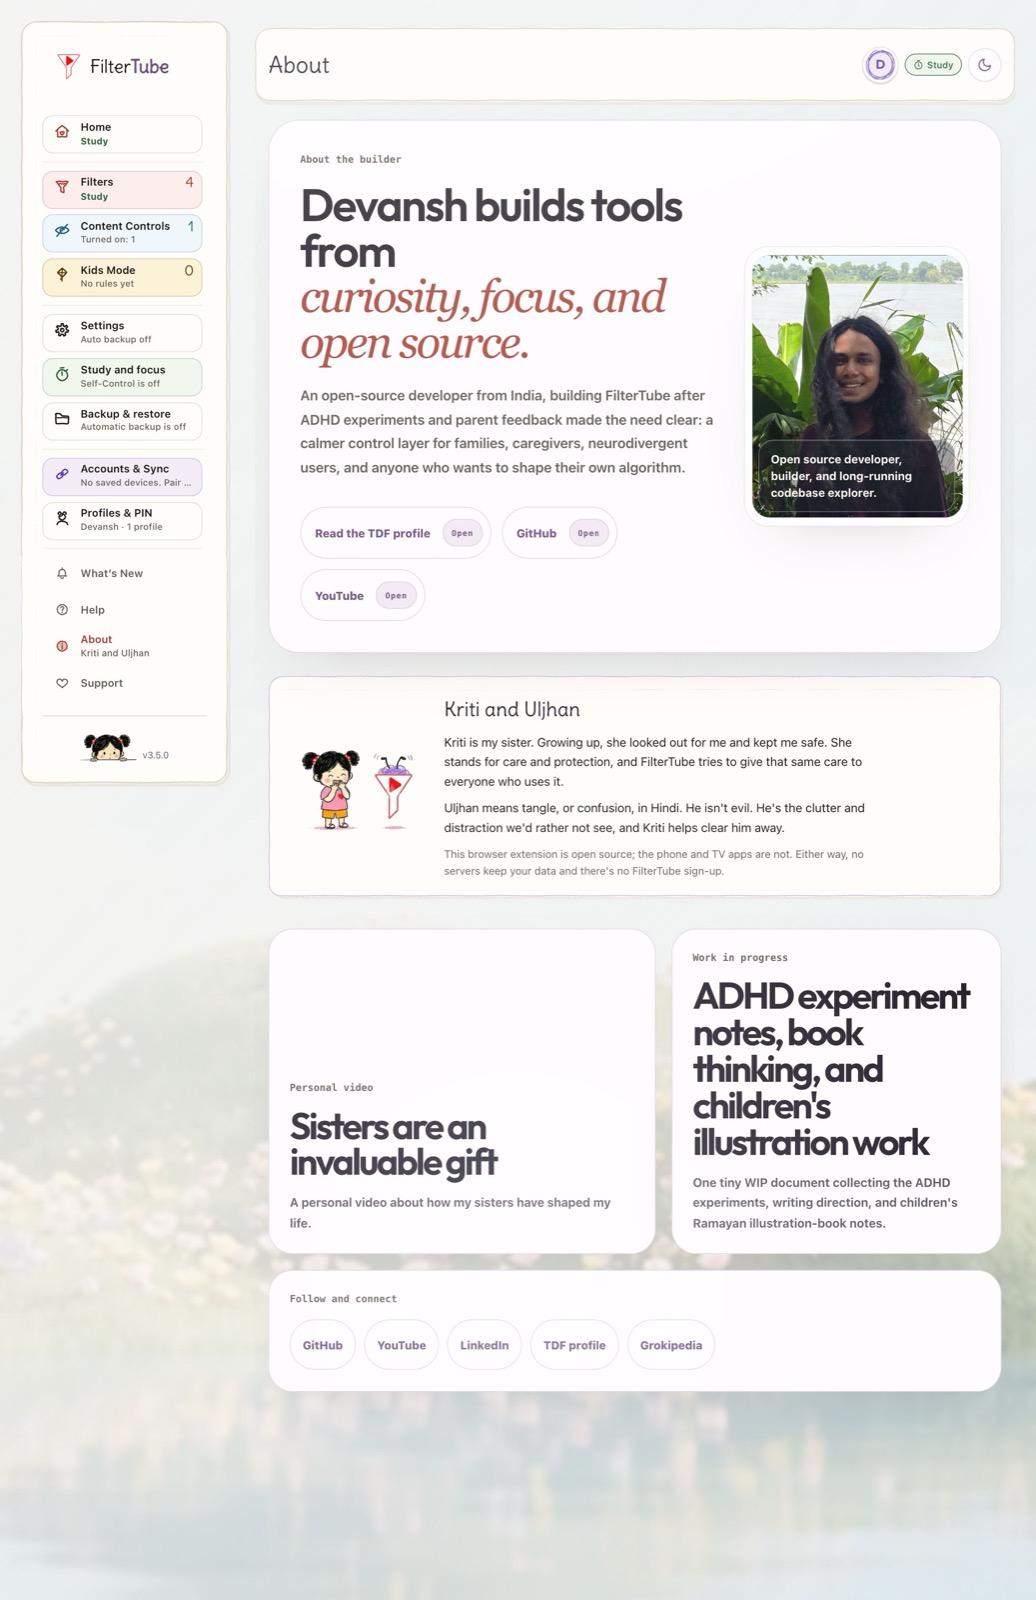 FilterTube
Home
Study
Filters
4
Study
Content Controls
1
Turned on: 1
Kids Mode
0
No rules yet
Settings
Auto backup off
Study and focus
Self-Control is off
Backup & restore
Automatic backup is off
Accounts & Sync
No saved devices. Pair ...
Profiles & PIN
Devansh · 1 profile
What's New
Help
About
Kriti and Uljhan
Support
v3.5.0
About
D
Study
About the builder
Devansh builds tools
from
curiosity, focus, and
open source.
An open-source developer from India, building FilterTube after
ADHD experiments and parent feedback made the need clear: a
calmer control layer for families, caregivers, neurodivergent
users, and anyone who wants to shape their own algorithm.
Read the TDF profile Open
GitHub Open
YouTube Open
Open source developer,
builder, and long-running
codebase explorer.
Kriti and Uljhan
Kriti is my sister. Growing up, she looked out for me and kept me safe. She
stands for care and protection, and FilterTube tries to give that same care to
everyone who uses it.
Uljhan means tangle, or confusion, in Hindi. He isn't evil. He's the clutter and
distraction we'd rather not see, and Kriti helps clear him away.
This browser extension is open source; the phone and TV apps are not. Either way, no
servers keep your data and there's no FilterTube sign-up.
Personal video
Sisters are an
invaluable gift
A personal video about how my sisters have shaped my
life.
Work in progress
ADHD experiment
notes, book
thinking, and
children's
illustration work
One tiny WIP document collecting the ADHD
experiments, writing direction, and children's
Ramayan illustration-book notes.
Follow and connect
GitHub
YouTube
LinkedIn
TDF profile
Grokipedia